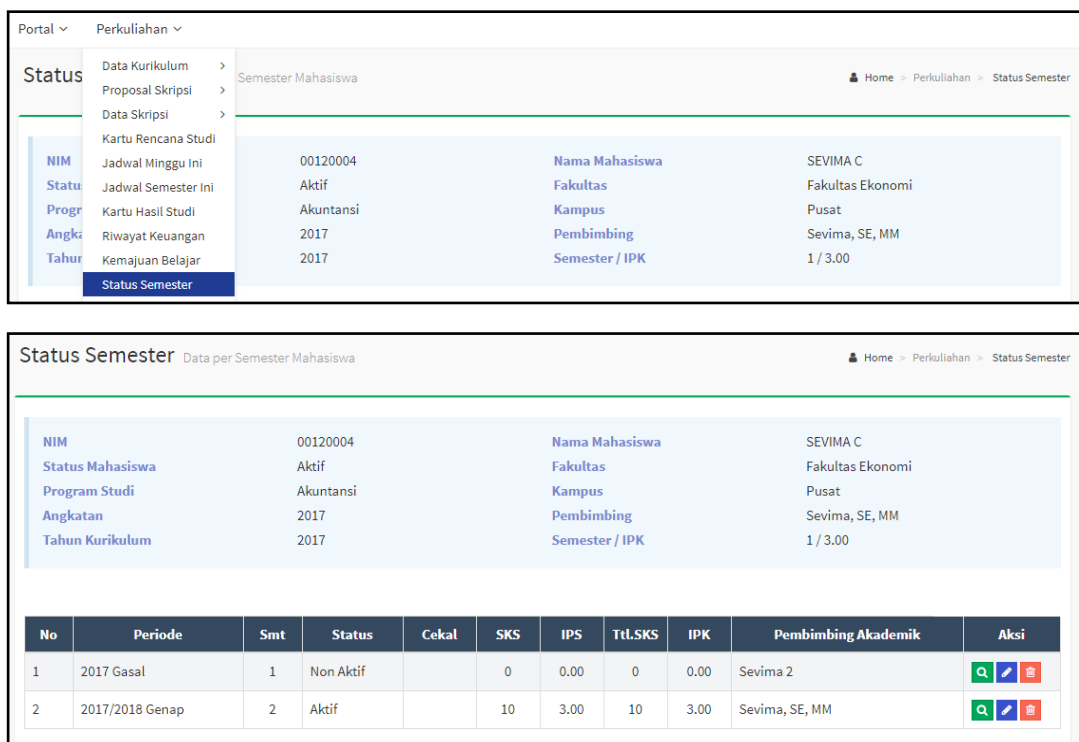 Portal Perkuliahan
Status Semester Mahasiswa Home > Perkuliahan > Status Semester
Data Kurikulum >
Proposal Skripsi >
Data Skripsi >
Kartu Rencana Studi
Jadwal Minggu Ini
Jadwal Semester Ini
Kartu Hasil Studi
Riwayat Keuangan
Kemajuan Belajar
Status Semester
NIM 00120004 Nama Mahasiswa SEVIMA C
Statu Aktif Fakultas Fakultas Ekonomi
Progr Akuntansi Kampus Pusat
Angka 2017 Pembimbing Sevima, SE, MM
Tahun 2017 Semester / IPK 1 / 3.00
Status Semester Data per Semester Mahasiswa Home > Perkuliahan > Status Semester
NIM 00120004 Nama Mahasiswa SEVIMA C
Status Mahasiswa Aktif Fakultas Fakultas Ekonomi
Program Studi Akuntansi Kampus Pusat
Angkatan 2017 Pembimbing Sevima, SE, MM
Tahun Kurikulum 2017 Semester / IPK 1 / 3.00
No Periode Smt Status Cekal SKS IPS Ttl.SKS IPK Pembimbing Akademik Aksi
1 2017 Gasal 1 Non Aktif 0 0.00 0 0.00 Sevima 2
2 2017/2018 Genap 2 Aktif 10 3.00 10 3.00 Sevima, SE, MM